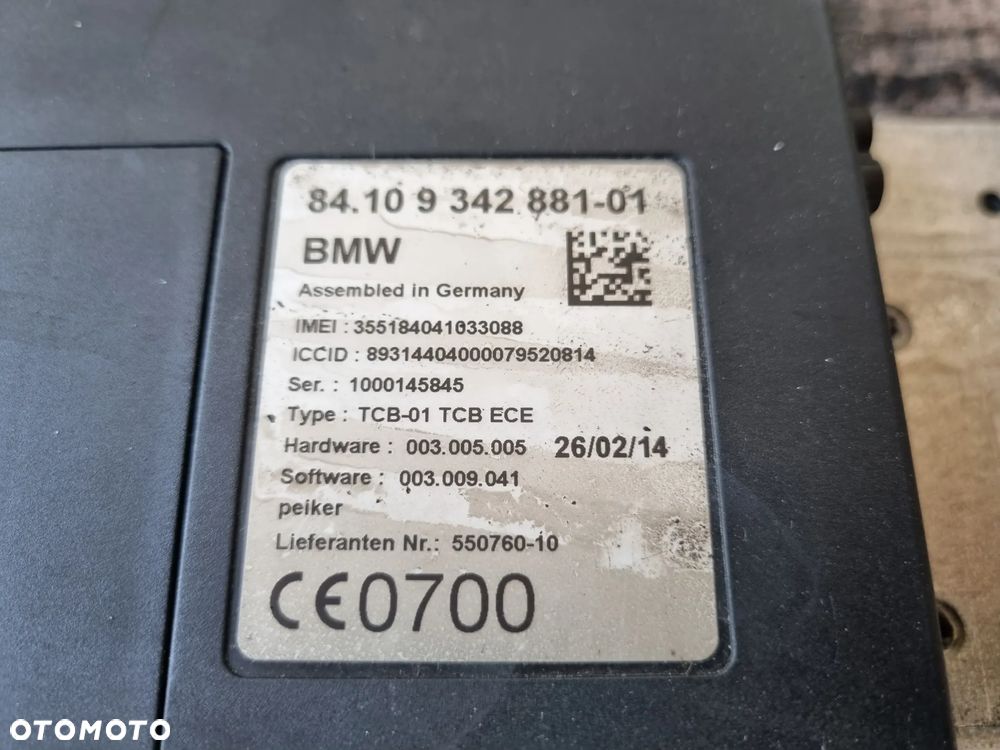 84.10 9 342 881-01
BMW
Assembled in Germany
IMEI : 355184041033088
ICCID : 89314404000079520814
Ser. : 1000145845
Type : TCB-01 TCB ECE
Hardware : 003.005.005 26/02/14
Software : 003.009.041
peiker
Lieferanten Nr.: 550760-10
CE0700
OTOMOTO